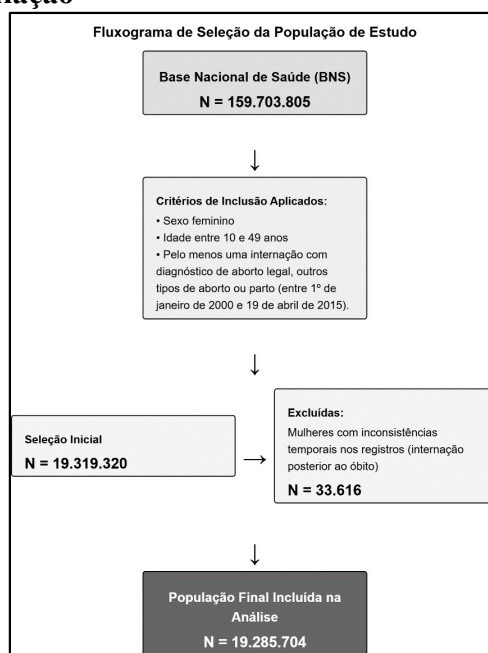 Fluxograma de Seleção da População de Estudo
Base Nacional de Saúde (BNS)
N = 159.703.805
↓
Critérios de Inclusão Aplicados:
• Sexo feminino
• Idade entre 10 e 49 anos
• Pelo menos uma internação com
diagnóstico de aborto legal, outros
tipos de aborto ou parto (entre 1º de
janeiro de 2000 e 19 de abril de 2015).
↓
Seleção Inicial
N = 19.319.320
→
Excluídas:
Mulheres com inconsistências
temporais nos registros (internação
posterior ao óbito)
N = 33.616
↓
População Final Incluída na
Análise
N = 19.285.704